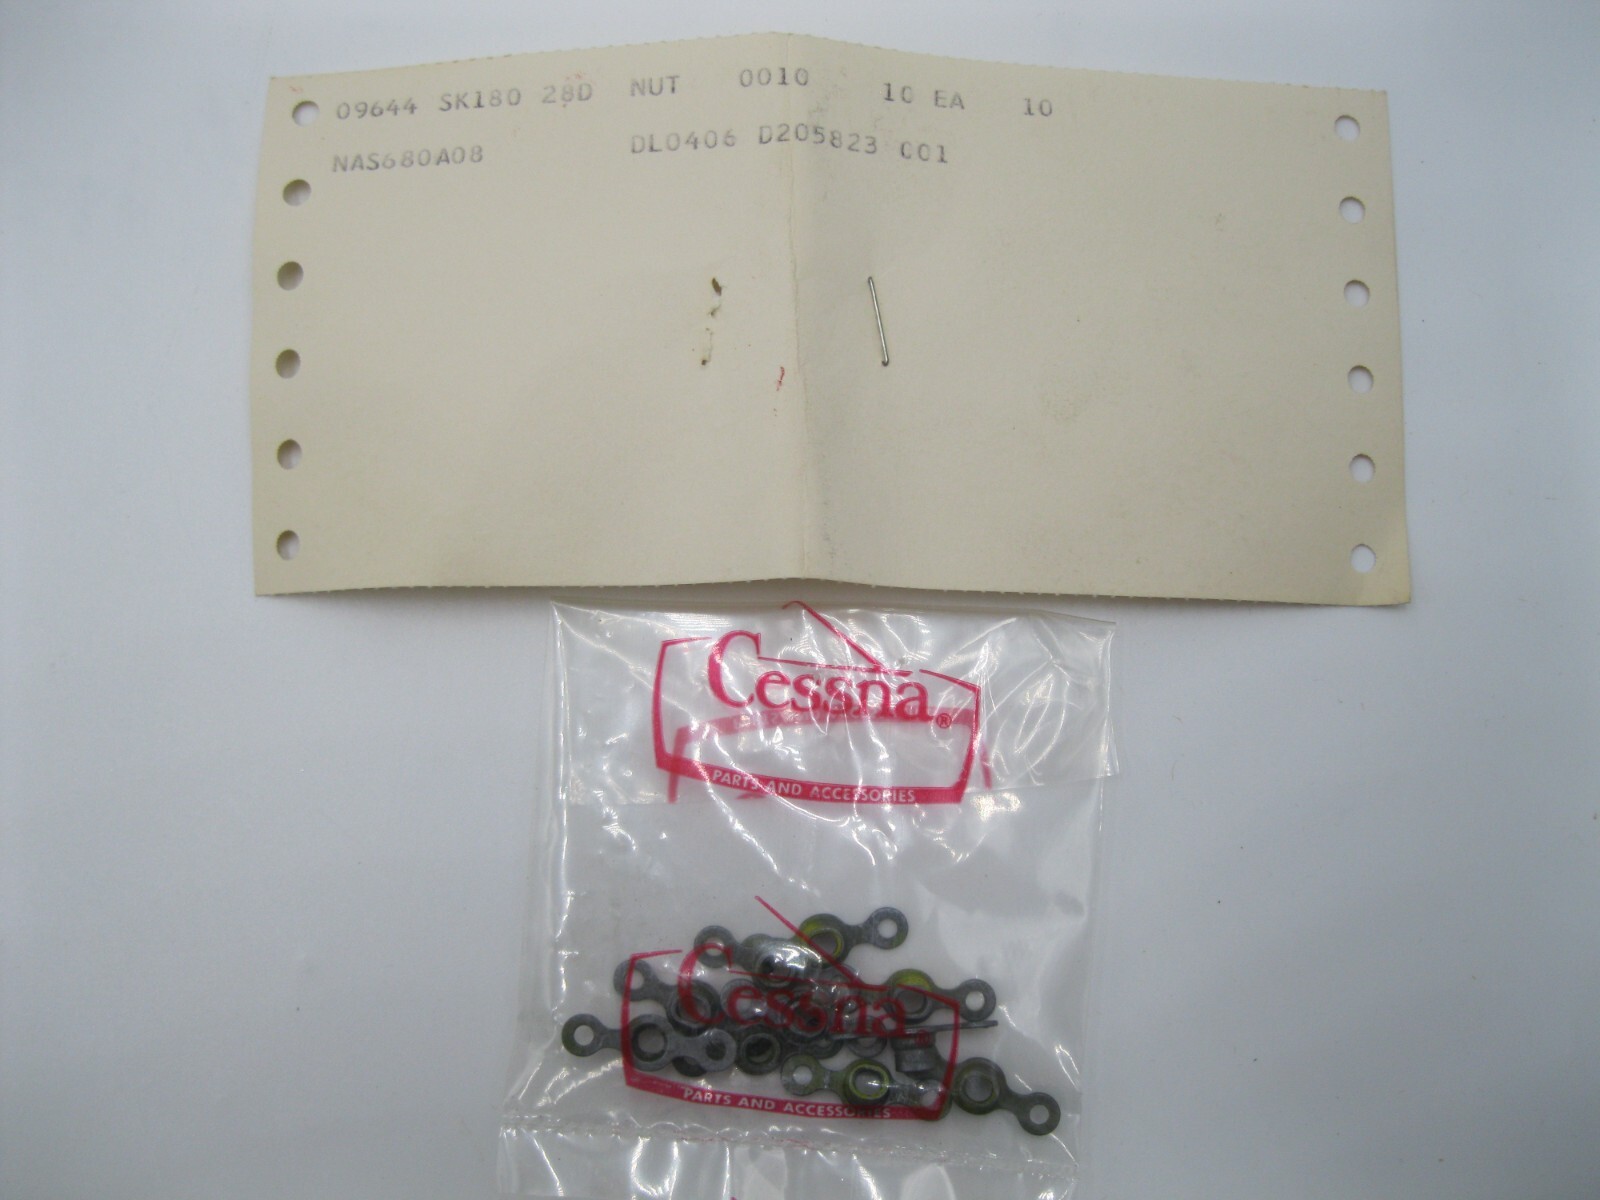 09644 SK180 28D NUT 0010 10 EA 10
NAS680A08 DL0406 D205823 001
Cessna®
PARTS AND ACCESSORIES
Cessna®
PARTS AND ACCESSORIES